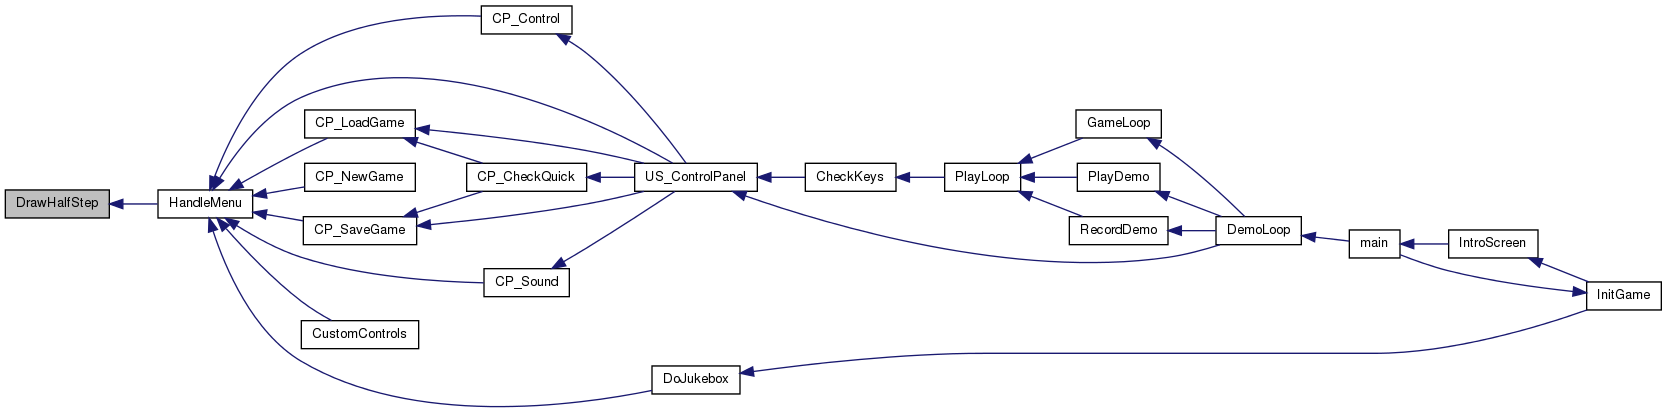 DrawHalfStep
HandleMenu
CP_Control
CP_LoadGame
CP_NewGame
CP_SaveGame
CP_CheckQuick
CP_Sound
CustomControls
DoJukebox
US_ControlPanel
CheckKeys
PlayLoop
GameLoop
PlayDemo
RecordDemo
DemoLoop
main
IntroScreen
InitGame